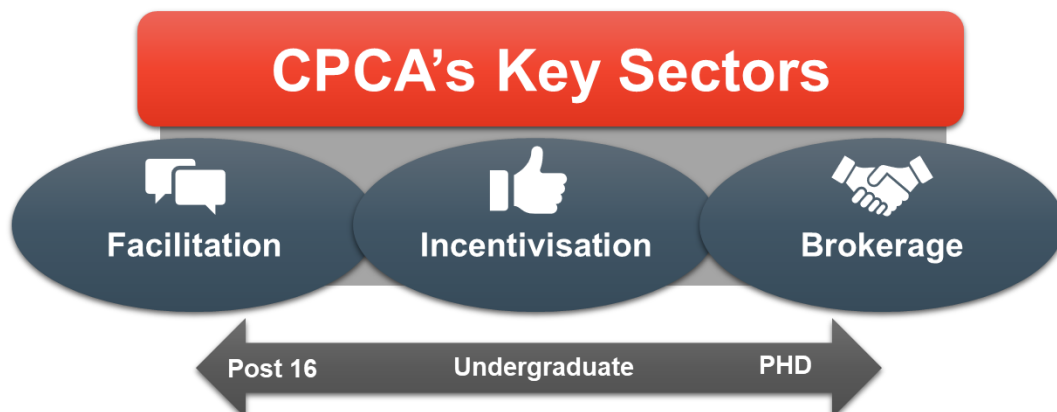 CPCA's Key Sectors
Facilitation
Incentivisation
Brokerage
Post 16
Undergraduate
PHD